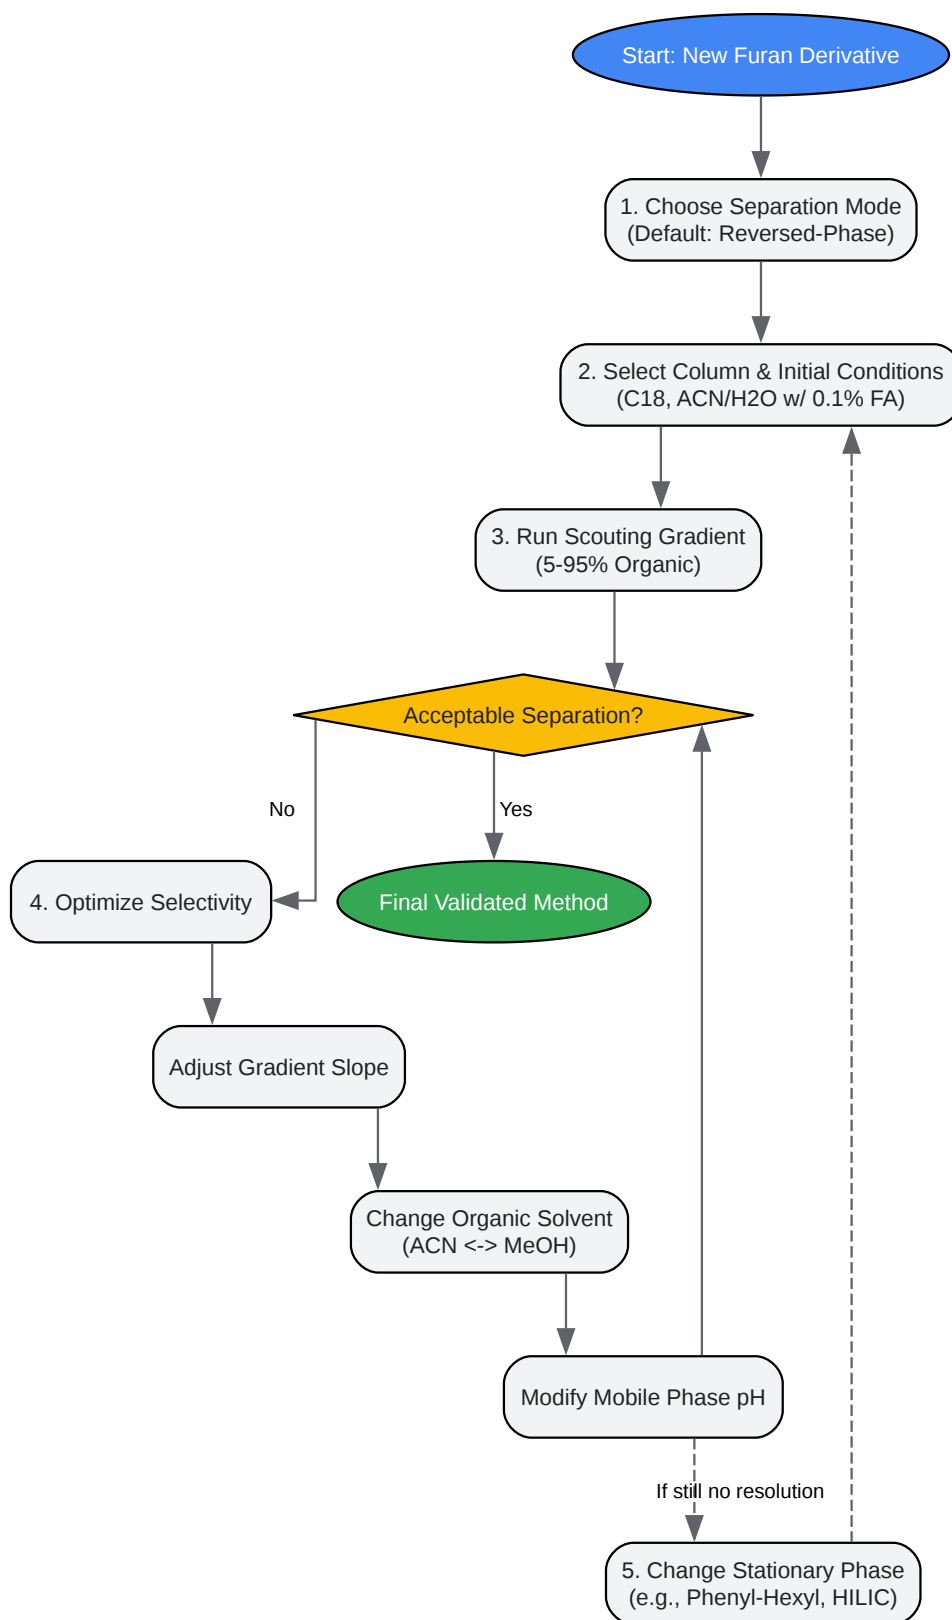 Start: New Furan Derivative
1. Choose Separation Mode
(Default: Reversed-Phase)
2. Select Column & Initial Conditions
(C18, ACN/H2O w/ 0.1% FA)
3. Run Scouting Gradient
(5-95% Organic)
Acceptable Separation?
No
Yes
4. Optimize Selectivity
Final Validated Method
Adjust Gradient Slope
Change Organic Solvent
(ACN <-> MeOH)
Modify Mobile Phase pH
If still no resolution
5. Change Stationary Phase
(e.g., Phenyl-Hexyl, HILIC)